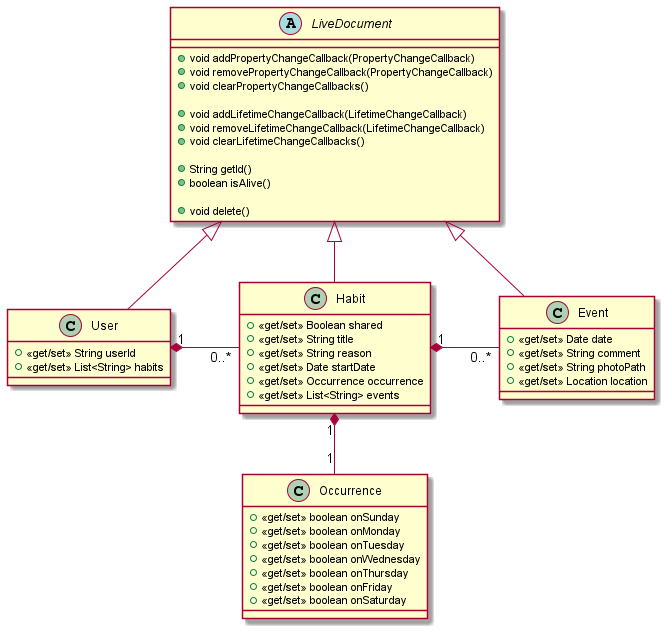 A LiveDocument
void addPropertyChangeCallback(PropertyChangeCallback)
void removePropertyChangeCallback(PropertyChangeCallback)
void clearPropertyChangeCallbacks()
void addLifetimeChangeCallback(LifetimeChangeCallback)
void removeLifetimeChangeCallback(LifetimeChangeCallback)
void clearLifetimeChangeCallbacks()
String getId()
boolean isAlive()
void delete()
C User
«get/set» String userId
«get/set» List<String> habits
1
0..*
C Habit
«get/set» Boolean shared
«get/set» String title
«get/set» String reason
«get/set» Date startDate
«get/set» Occurrence occurrence
«get/set» List<String> events
1
0..*
C Event
«get/set» Date date
«get/set» String comment
«get/set» String photoPath
«get/set» Location location
1
1
C Occurrence
«get/set» boolean onSunday
«get/set» boolean onMonday
«get/set» boolean onTuesday
«get/set» boolean onWednesday
«get/set» boolean onThursday
«get/set» boolean onFriday
«get/set» boolean onSaturday